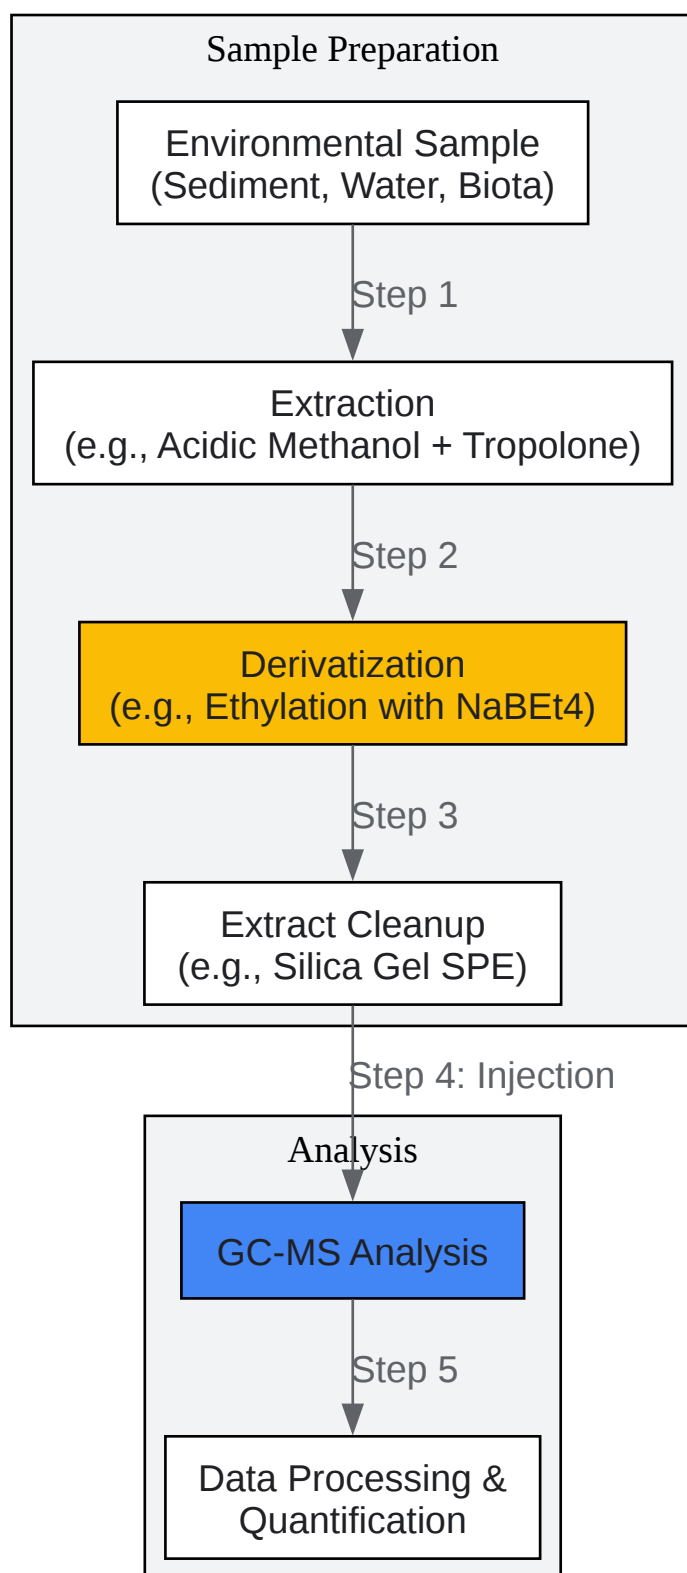 Sample Preparation
Environmental Sample
(Sediment, Water, Biota)
Step 1
Extraction
(e.g., Acidic Methanol + Tropolone)
Step 2
Derivatization
(e.g., Ethylation with NaBEt4)
Step 3
Extract Cleanup
(e.g., Silica Gel SPE)
Step 4: Injection
Analysis
GC-MS Analysis
Step 5
Data Processing &
Quantification